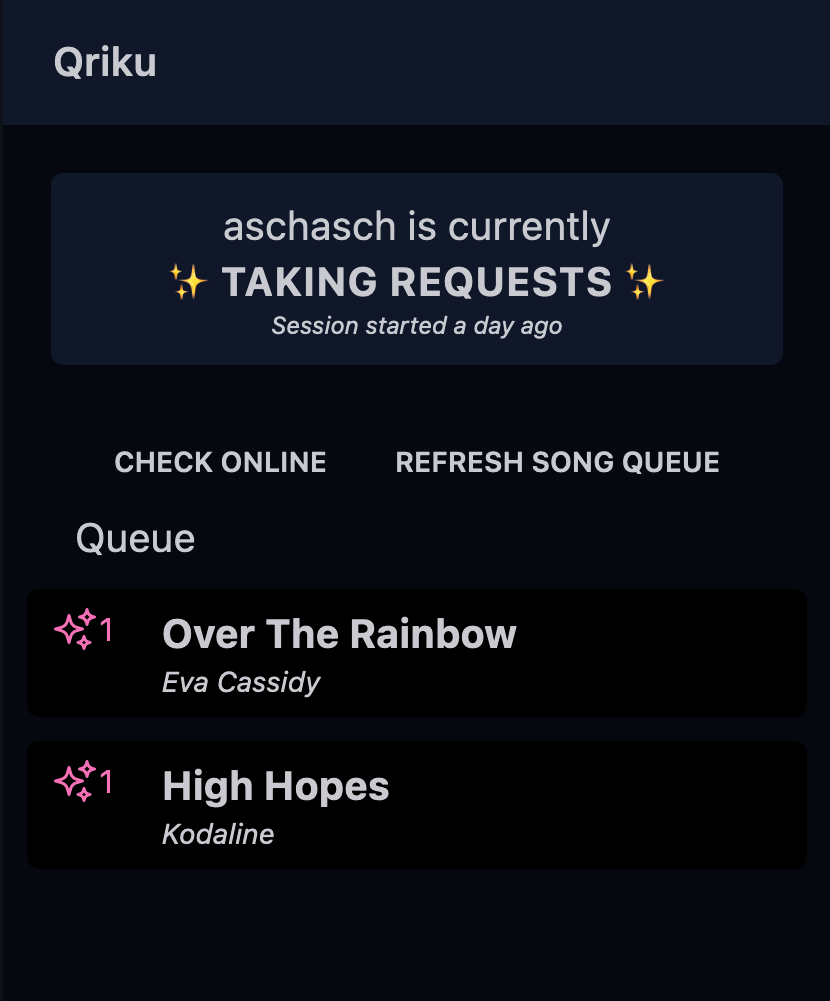 Qriku
aschasch is currently
✨ TAKING REQUESTS ✨
Session started a day ago
CHECK ONLINE REFRESH SONG QUEUE
Queue
1 Over The Rainbow
Eva Cassidy
1 High Hopes
Kodaline